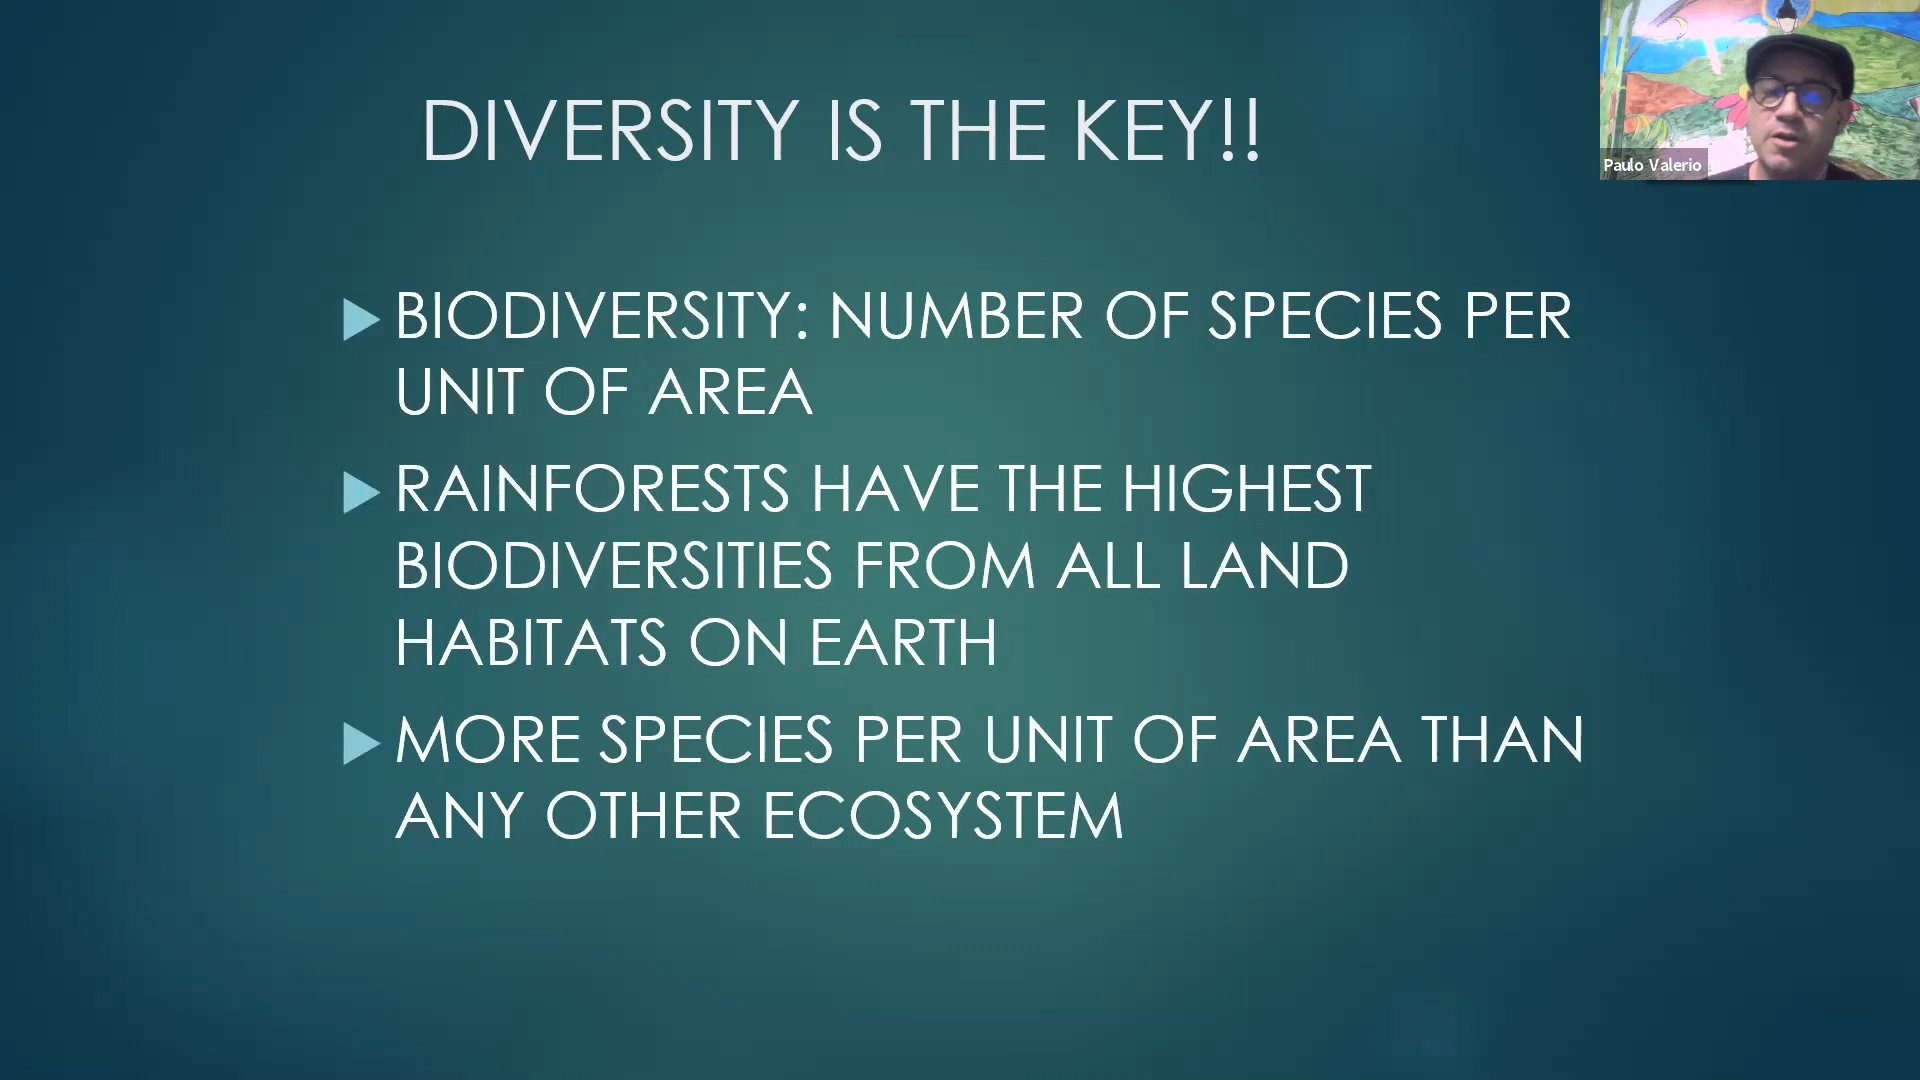 DIVERSITY IS THE KEY!!
BIODIVERSITY: NUMBER OF SPECIES PER
UNIT OF AREA
RAINFORESTS HAVE THE HIGHEST
BIODIVERSITIES FROM ALL LAND
HABITATS ON EARTH
MORE SPECIES PER UNIT OF AREA THAN
ANY OTHER ECOSYSTEM
Paulo Valerio